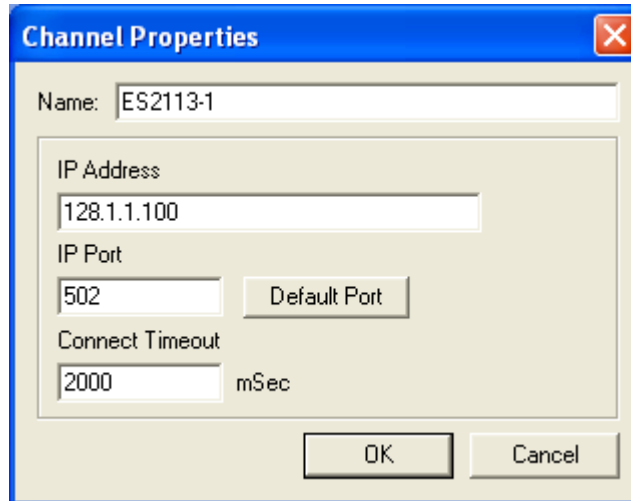 Channel Properties
Name: ES2113-1
IP Address
128.1.1.100
IP Port
502 Default Port
Connect Timeout
2000 mSec
OK Cancel